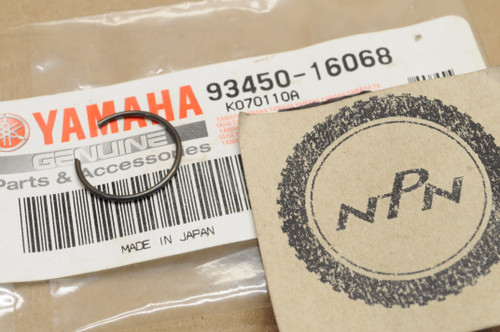 YAMAHA 93450-16068
K070110A
GENUINE
Parts & Accessories
MADE IN JAPAN
NPN